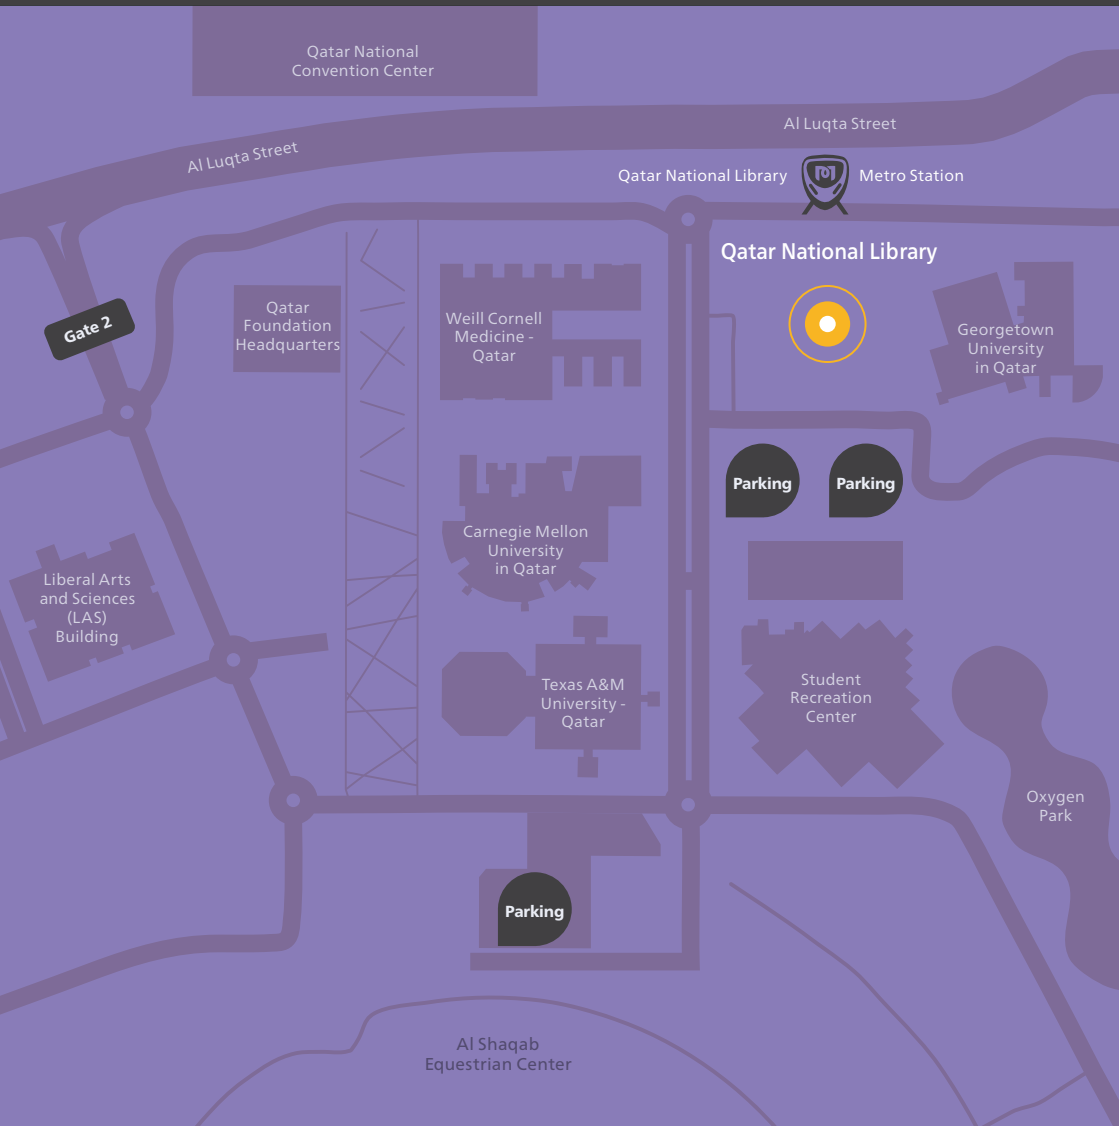 Qatar National
Convention Center
Al Luqta Street
Al Luqta Street
Qatar National Library
Metro Station
Qatar National Library
Gate 2
Qatar
Foundation
Headquarters
Weill Cornell
Medicine -
Qatar
Georgetown
University
in Qatar
Parking
Parking
Carnegie Mellon
University
in Qatar
Liberal Arts
and Sciences
(LAS)
Building
Texas A&M
University -
Qatar
Student
Recreation
Center
Oxygen
Park
Parking
Al Shaqab
Equestrian Center